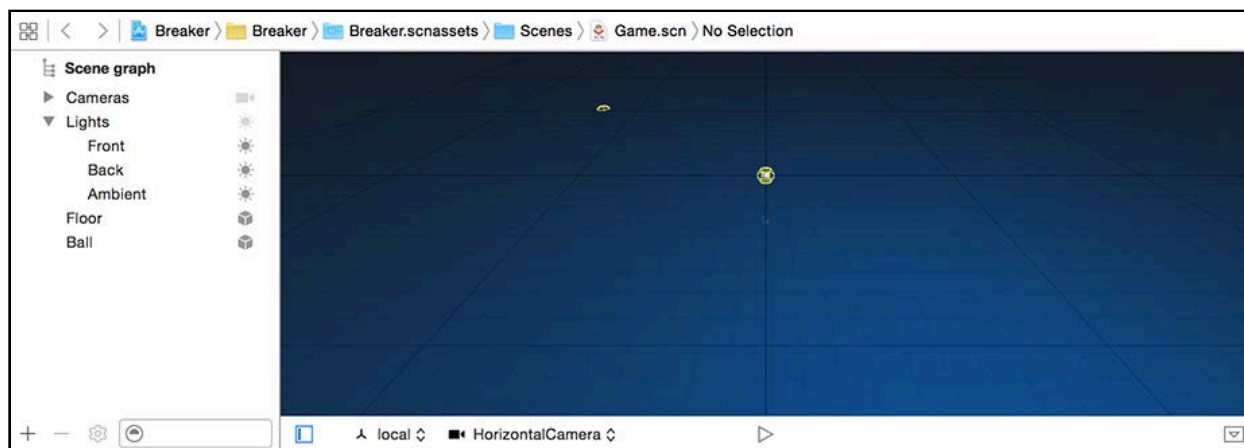 Breaker Breaker Breaker.scnassets Scenes Game.scn No Selection
Scene graph
Cameras
Lights
Front
Back
Ambient
Floor
Ball
local HorizontalCamera